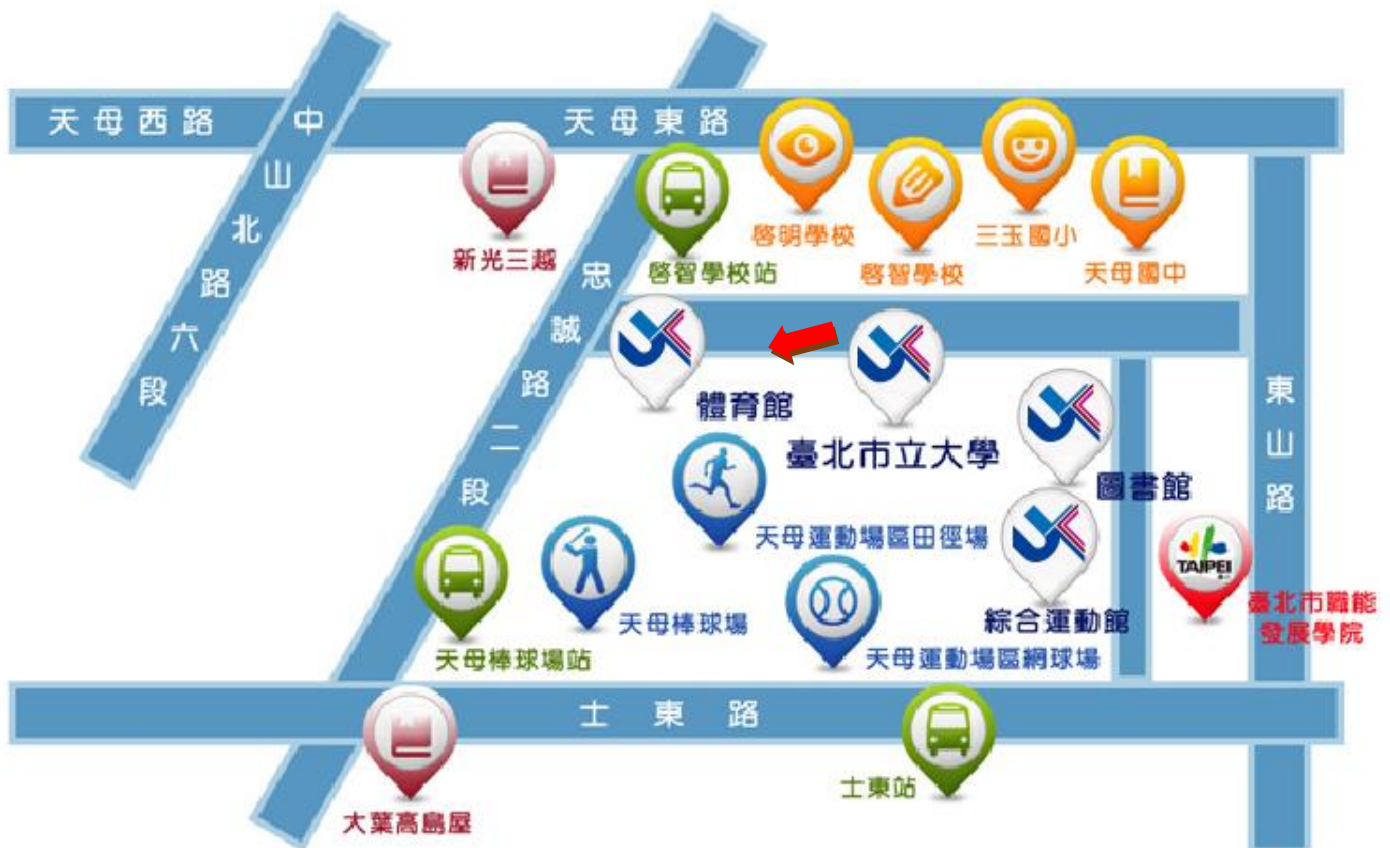 天母西路
中山北路六段
天母東路
新光三越
啓智學校站
啓明學校
啓智學校
三玉國小
天母國中
忠誠路二段
體育館
臺北市立大學
圖書館
東山路
天母運動場區田徑場
TAIPEI
綜合運動館
臺北市職能
發展學院
天母棒球場
天母棒球場站
天母運動場區網球場
士東路
士東站
大葉高島屋